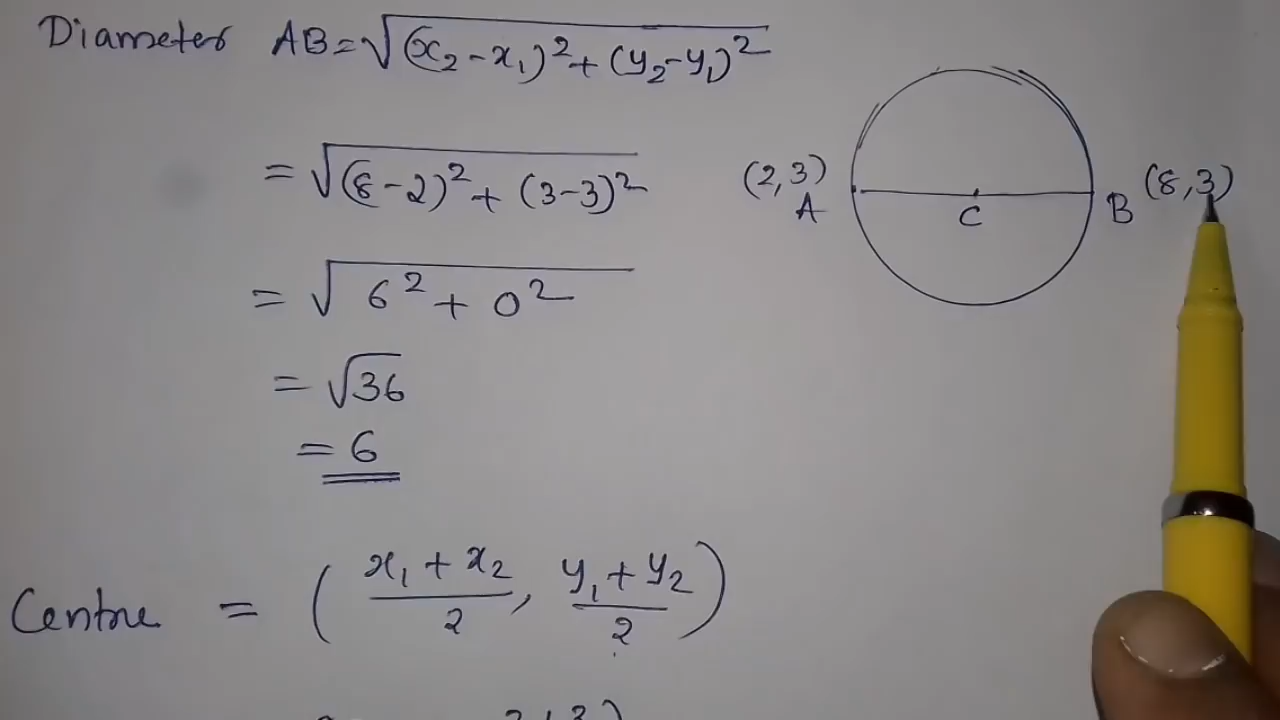 Diameter AB = √(x₂-x₁)² + (y₂-y₁)²
= √(8-2)² + (3-3)²
= √6² + 0²
= √36
= 6
(2,3)
A
C
B
(8,3)
Centre = ( x₁ + x₂ / 2 , y₁ + y₂ / 2 )